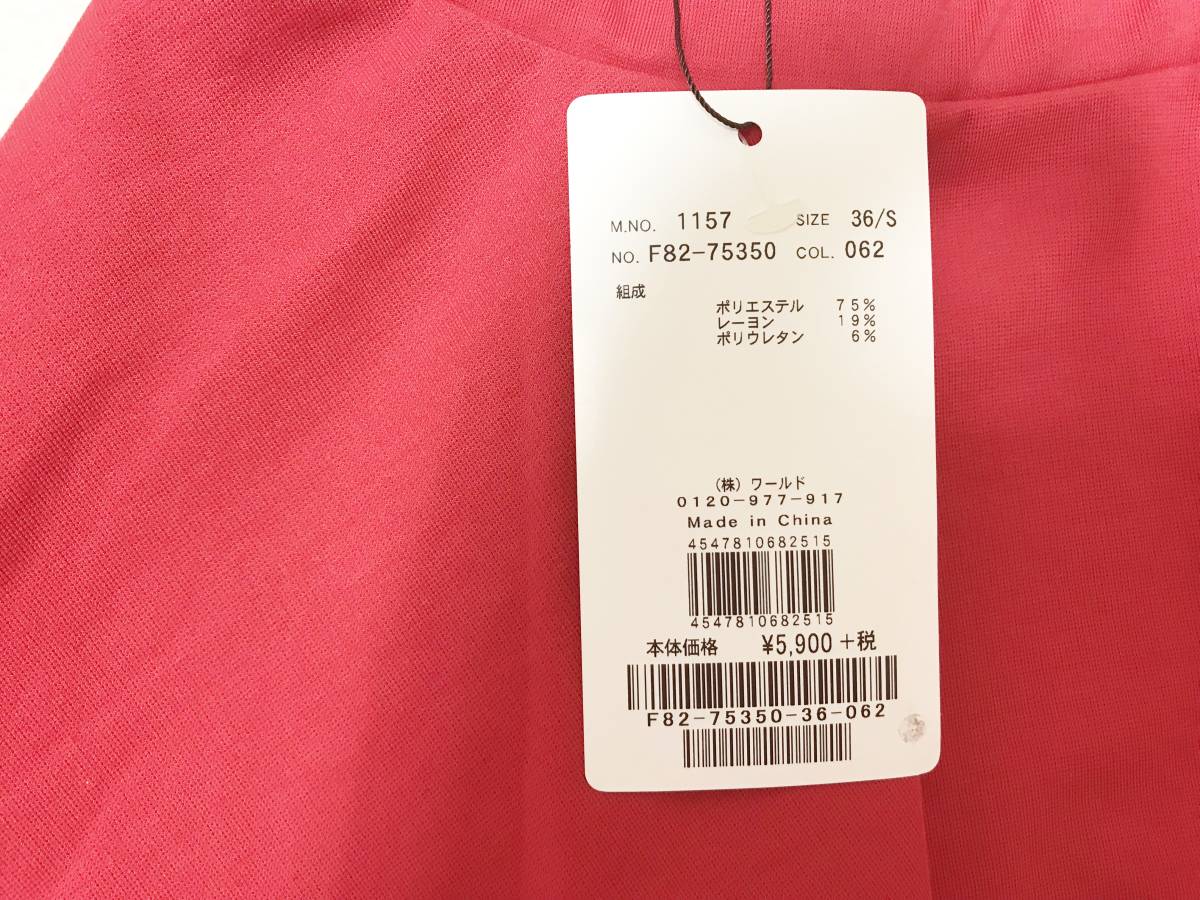 M.NO. 1157 SIZE 36/S
NO. F82-75350 COL. 062
組成
ポリエステル 75%
レーヨン 19%
ポリウレタン 6%
(株) ワールド
0120-977-917
Made in China
4547810682515
4547810682515
本体価格 ¥5,900 +税
F82-75350-36-062